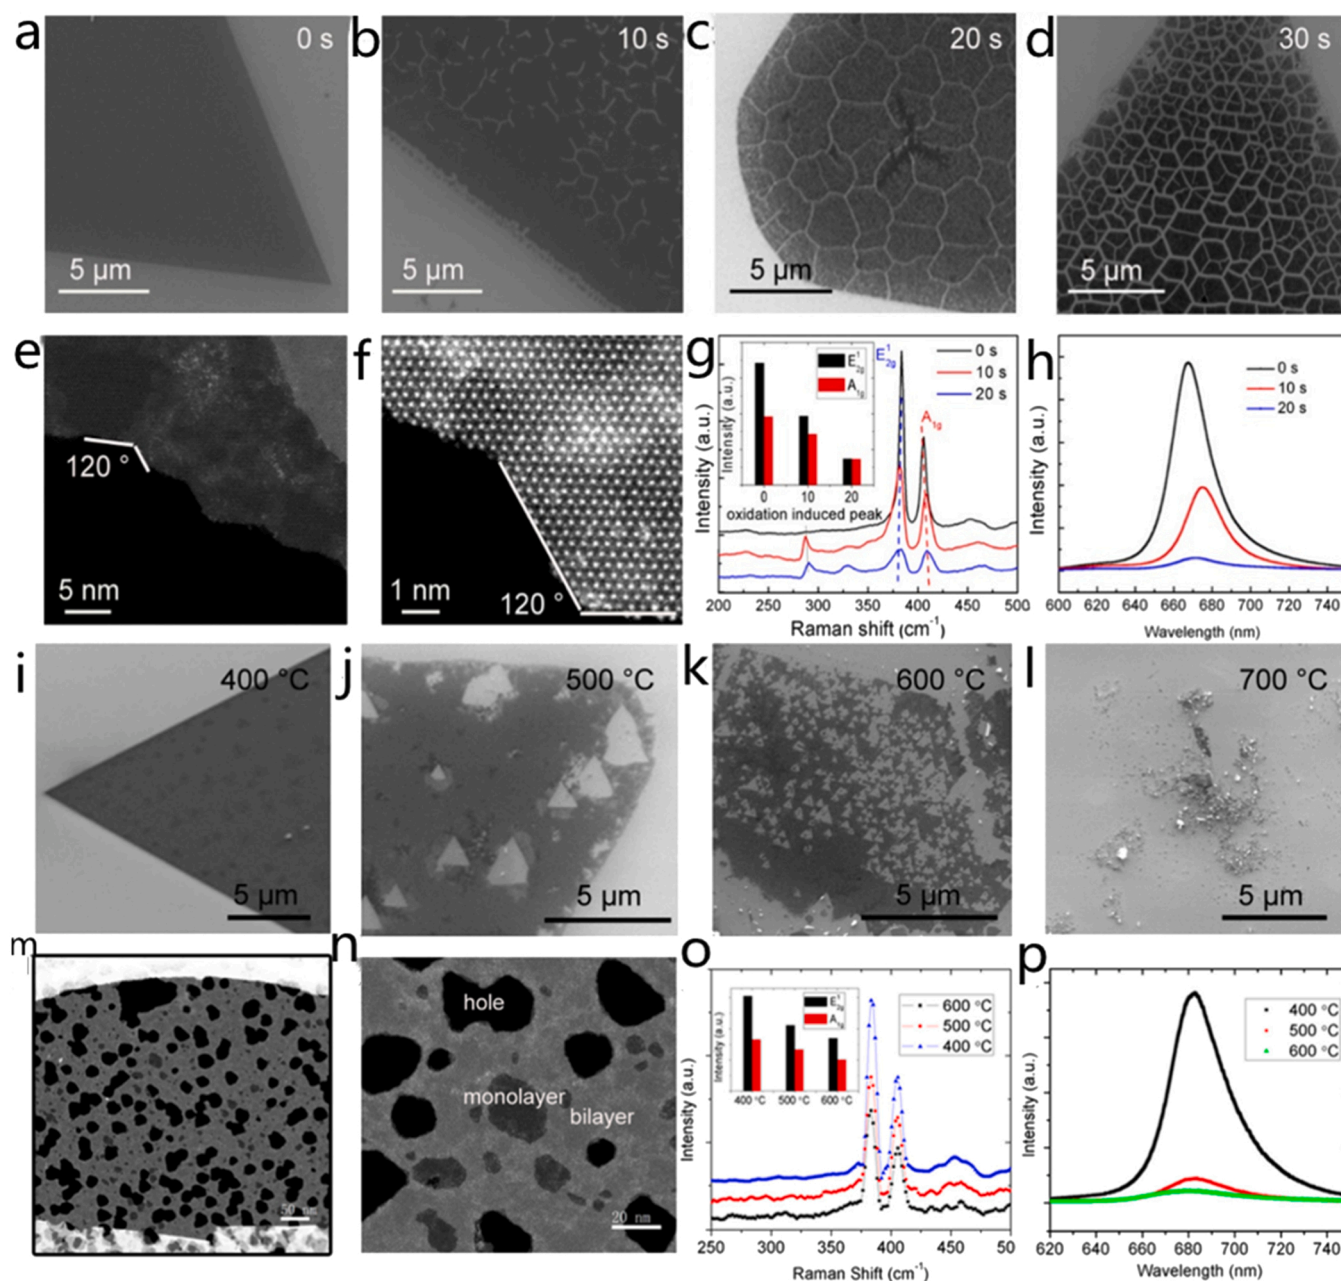 a
0 s
b
10 s
c
20 s
d
30 s
5 µm
5 µm
5 µm
5 µm
e
120 °
5 nm
f
1 nm
120 °
g
Intensity (a.u.)
Intensity (a.u.)
E¹2g
A1g
0 10 20
oxidation induced peak
E¹2g
A1g
0 s
10 s
20 s
200 250 300 350 400 450 500
Raman shift (cm⁻¹)
h
Intensity (a.u.)
0 s
10 s
20 s
600 620 640 660 680 700 720 740
Wavelength (nm)
i
400 °C
5 µm
j
500 °C
5 µm
k
600 °C
5 µm
l
700 °C
5 µm
m
50 nm
n
hole
monolayer
bilayer
20 nm
o
Intensity (a.u.)
Intensity (a.u.)
E¹2g
A1g
400 °C 500 °C 600 °C
600 °C
500 °C
400 °C
250 300 350 400 450 50
Raman Shift (cm⁻¹)
p
Intensity (a.u.)
400 °C
500 °C
600 °C
620 640 660 680 700 720 740
Wavelength (nm)